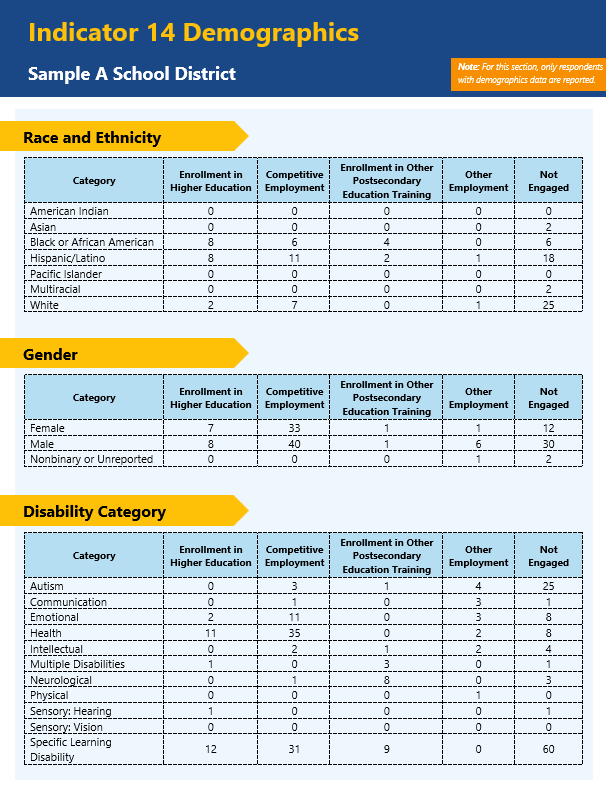 Indicator 14 Demographics
Sample A School District
Note: For this section, only respondents
with demographics data are reported.
Race and Ethnicity
Category Enrollment in Higher Education Competitive Employment Enrollment in Other Postsecondary Education Training Other Employment Not Engaged
American Indian 0 0 0 0 0
Asian 0 0 0 0 2
Black or African American 8 6 4 0 6
Hispanic/Latino 8 11 2 1 18
Pacific Islander 0 0 0 0 0
Multiracial 0 0 0 0 2
White 2 7 0 1 25
Gender
Category Enrollment in Higher Education Competitive Employment Enrollment in Other Postsecondary Education Training Other Employment Not Engaged
Female 7 33 1 1 12
Male 8 40 1 6 30
Nonbinary or Unreported 0 0 0 1 2
Disability Category
Category Enrollment in Higher Education Competitive Employment Enrollment in Other Postsecondary Education Training Other Employment Not Engaged
Autism 0 3 1 4 25
Communication 0 1 0 3 1
Emotional 2 11 0 3 8
Health 11 35 0 2 8
Intellectual 0 2 1 2 4
Multiple Disabilities 1 0 3 0 1
Neurological 0 1 8 0 3
Physical 0 0 0 1 0
Sensory: Hearing 1 0 0 0 1
Sensory: Vision 0 0 0 0 0
Specific Learning Disability 12 31 9 0 60